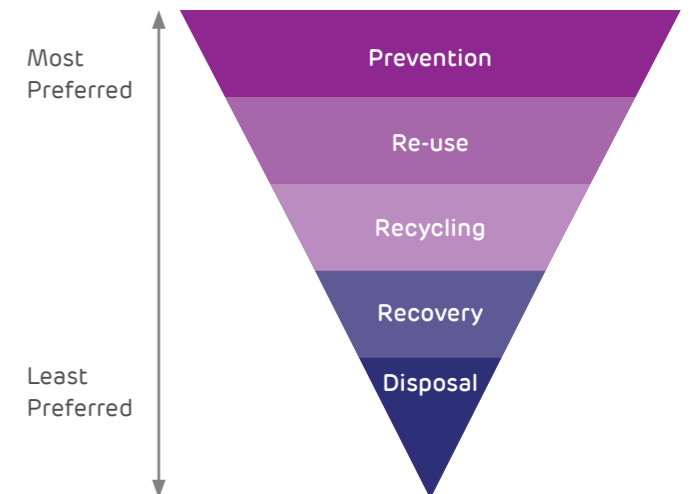 Most
Preferred
Prevention
Re-use
Recycling
Recovery
Least
Preferred
Disposal